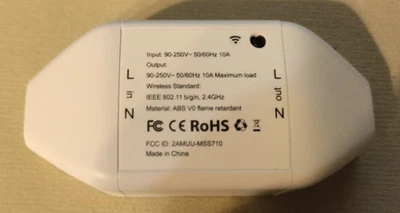 Input: 90-250V~ 50/60Hz 10A
Output
90-250V~ 50/60Hz 10A Maximum load
Wireless Standard:
IEEE 802.11 b/g/n, 2.4GHz
Material: ABS V0 flame retardant
FC CE RoHS
FCC ID: 2AMUU-MSS710
Made in China
L
in
N
L
out
N